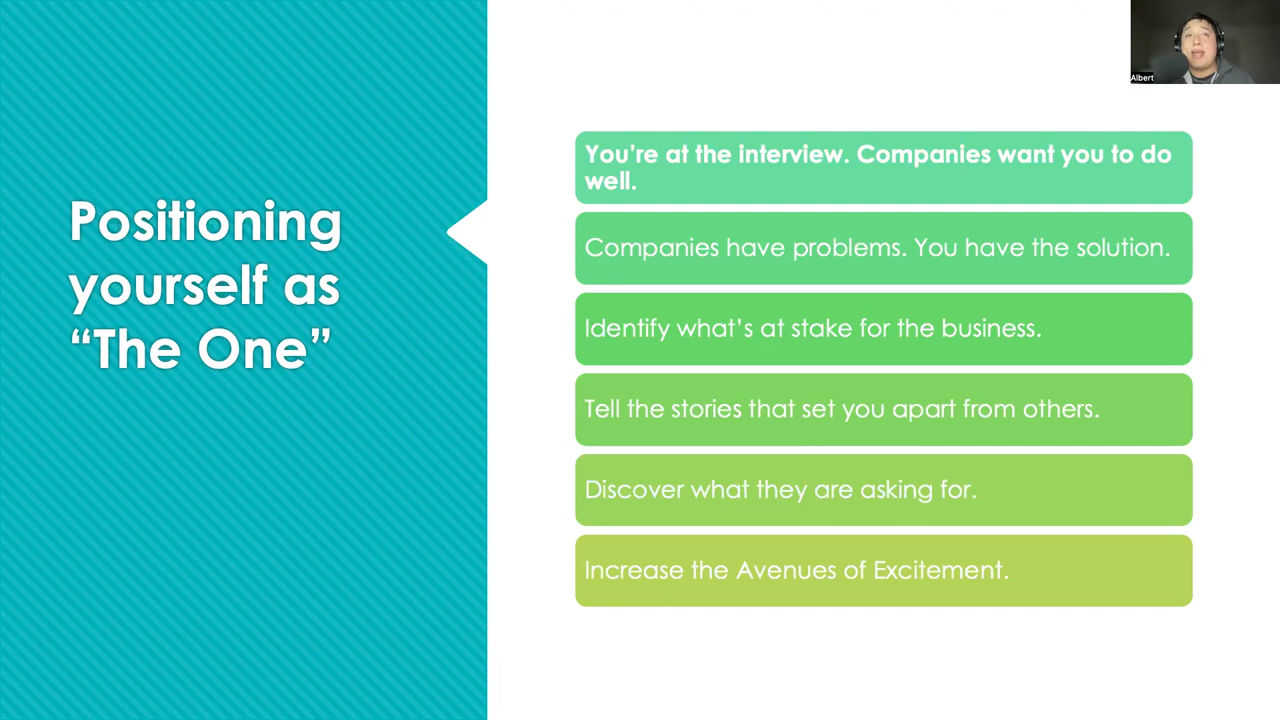 Positioning
yourself as
“The One”
You’re at the interview. Companies want you to do
well.
Companies have problems. You have the solution.
Identify what’s at stake for the business.
Tell the stories that set you apart from others.
Discover what they are asking for.
Increase the Avenues of Excitement.
Albert